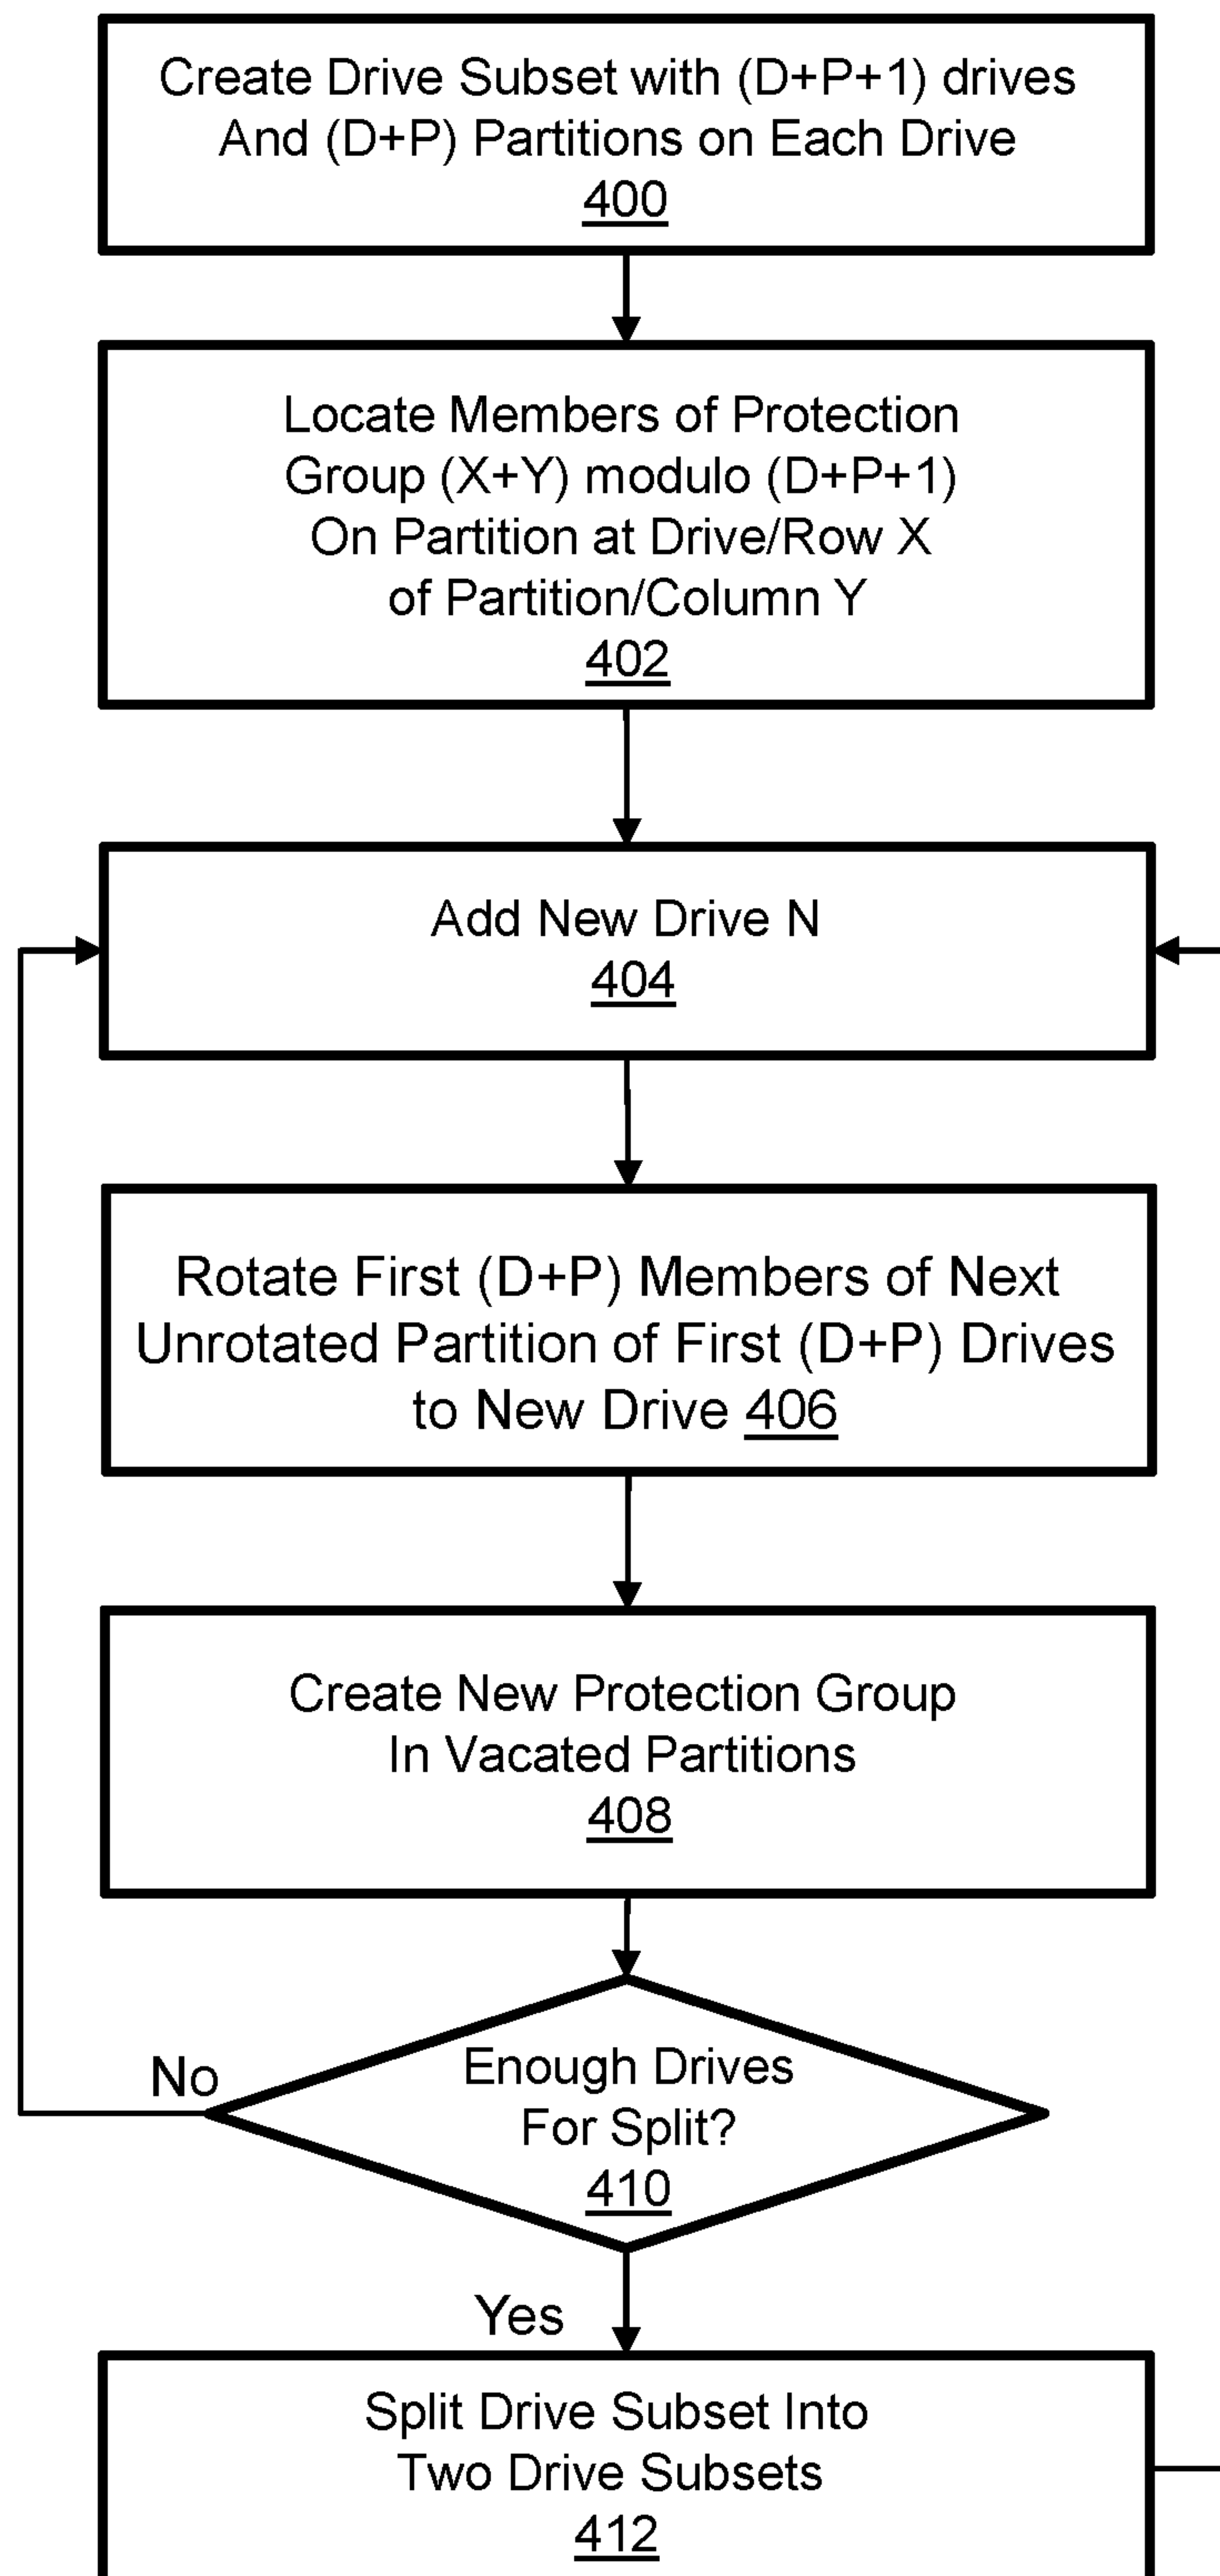 Create Drive Subset with (D+P+1) drives
And (D+P) Partitions on Each Drive
400
Locate Members of Protection
Group (X+Y) modulo (D+P+1)
On Partition at Drive/Row X
of Partition/Column Y
402
Add New Drive N
404
Rotate First (D+P) Members of Next
Unrotated Partition of First (D+P) Drives
to New Drive 406
Create New Protection Group
In Vacated Partitions
408
No
Enough Drives
For Split?
410
Yes
Split Drive Subset Into
Two Drive Subsets
412